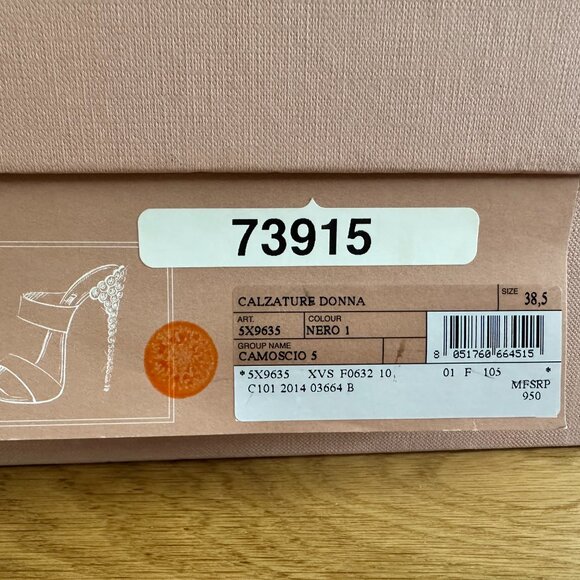 73915
CALZATURE DONNA SIZE 38,5
ART. COLOUR
5X9635 NERO 1
GROUP NAME
CAMOSCIO 5
8 051760 664515
*5X9635 XVS F0632 10, 01 F 105 *
C101 2014 03664 B MFSRP
950